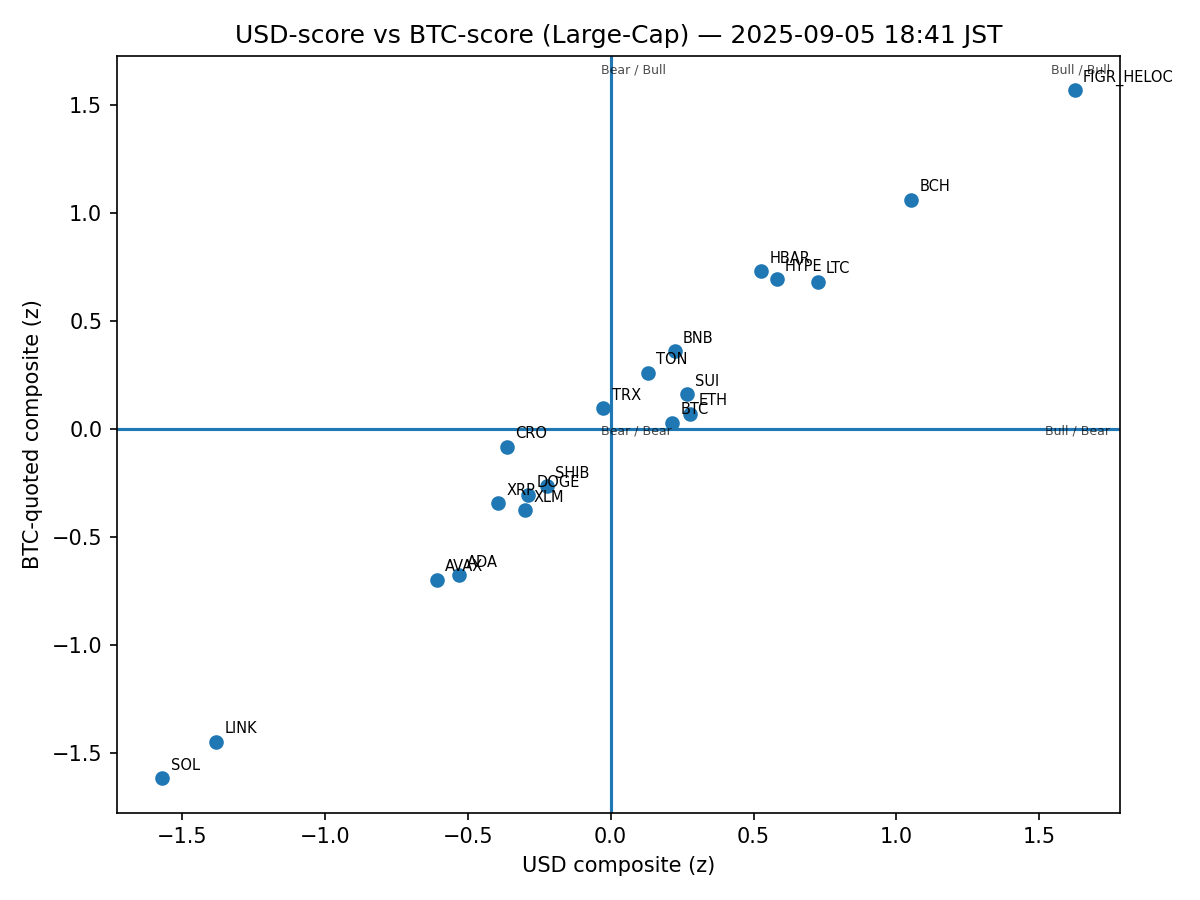 USD-score vs BTC-score (Large-Cap) — 2025-09-05 18:41 JST
Bear / Bull
Bull / Bull
FIGR_HELOC
BCH
HBAR
HYPE
LTC
BNB
TON
SUI
TRX
ETH
BTC
Bear / Bear
Bull / Bear
CRO
SHIB
DOGE
XRP
XLM
ADA
AVAX
LINK
SOL
1.5
1.0
0.5
0.0
−0.5
−1.0
−1.5
BTC-quoted composite (z)
−1.5
−1.0
−0.5
0.0
0.5
1.0
1.5
USD composite (z)